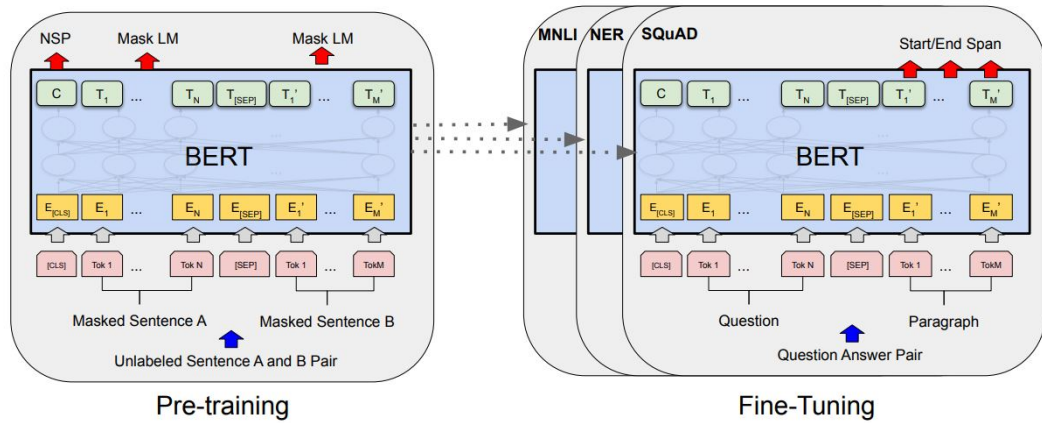 NSP Mask LM Mask LM
C T1 ... TN T[SEP] T1' ... TM'
BERT
E[CLS] E1 ... EN E[SEP] E1' ... EM'
[CLS] Tok 1 ... Tok N [SEP] Tok 1 ... TokM
Masked Sentence A Masked Sentence B
Unlabeled Sentence A and B Pair
Pre-training
MNLI NER SQuAD
Start/End Span
C T1 ... TN T[SEP] T1' ... TM'
BERT
E[CLS] E1 ... EN E[SEP] E1' ... EM'
[CLS] Tok 1 ... Tok N [SEP] Tok 1 ... TokM
Question Paragraph
Question Answer Pair
Fine-Tuning